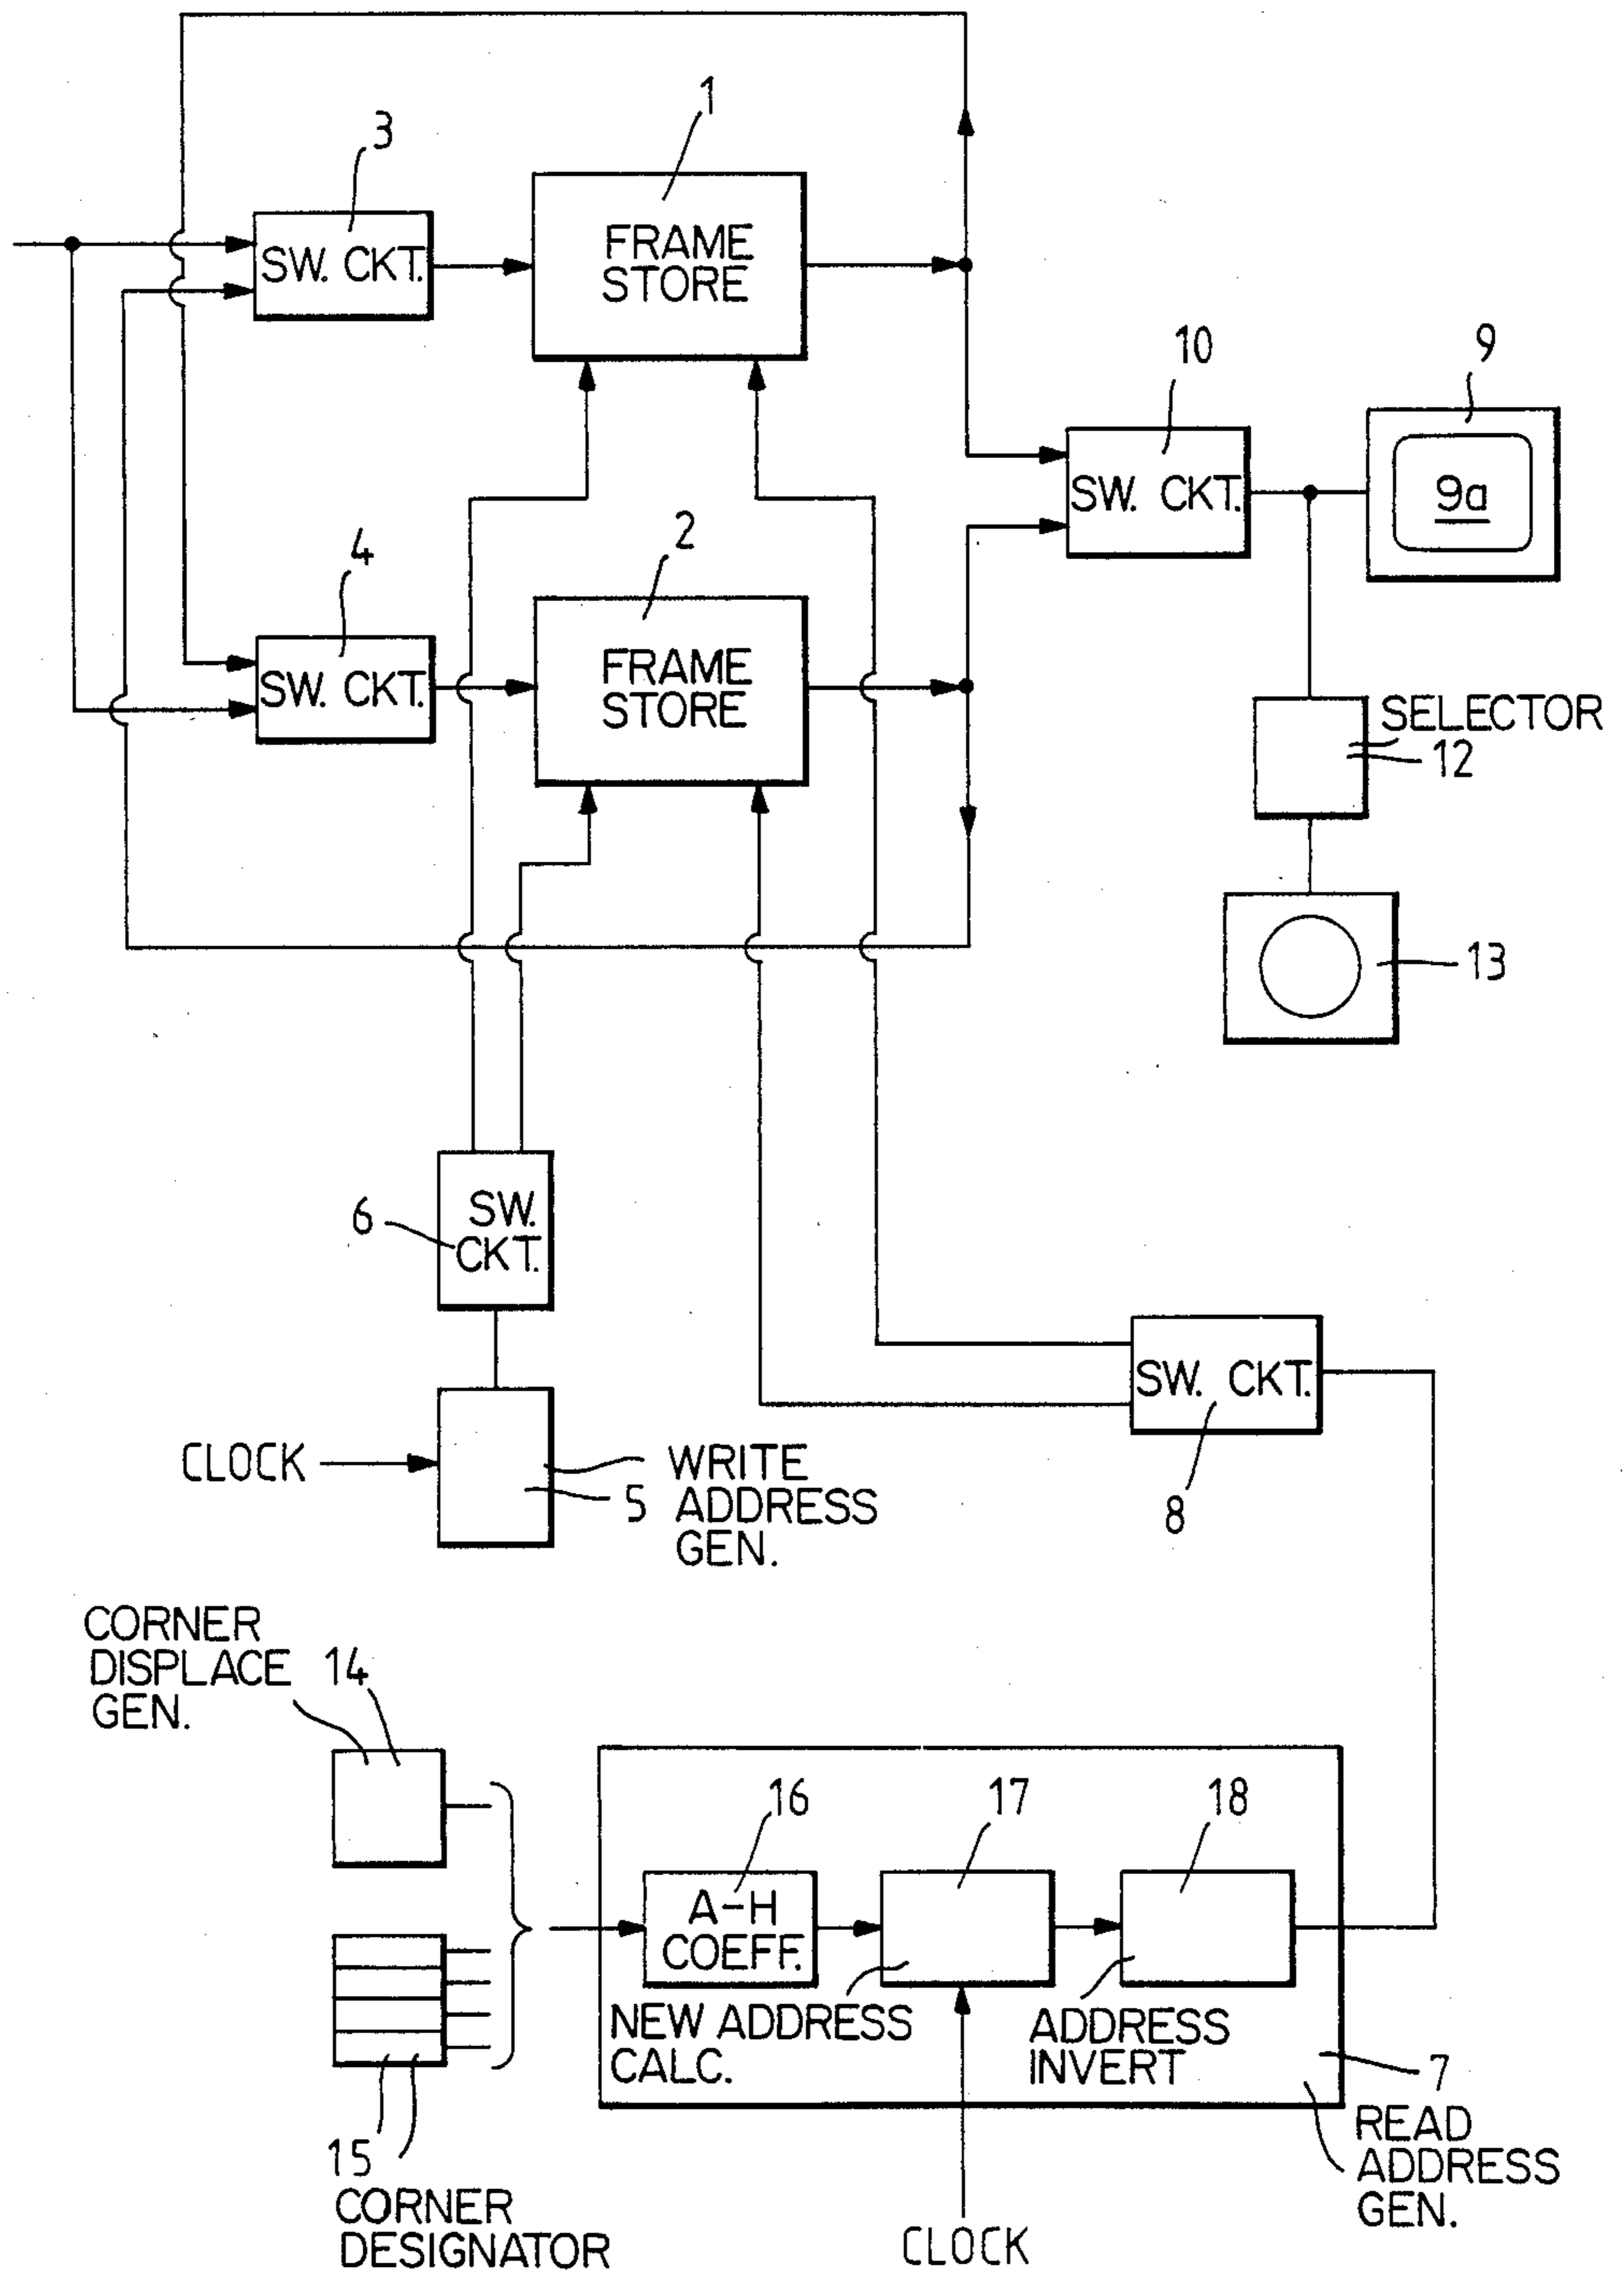 1
3
FRAME
STORE
SW. CKT.
10
9
SW. CKT.
9a
4
2
FRAME
STORE
SW. CKT.
SELECTOR
12
13
6
SW.
CKT.
SW. CKT.
8
CLOCK
WRITE
5 ADDRESS
GEN.
CORNER
DISPLACE 14
GEN.
16
17
18
A-H
COEFF.
NEW ADDRESS
CALC.
ADDRESS
INVERT
7
READ
ADDRESS
GEN.
15
CORNER
DESIGNATOR
CLOCK